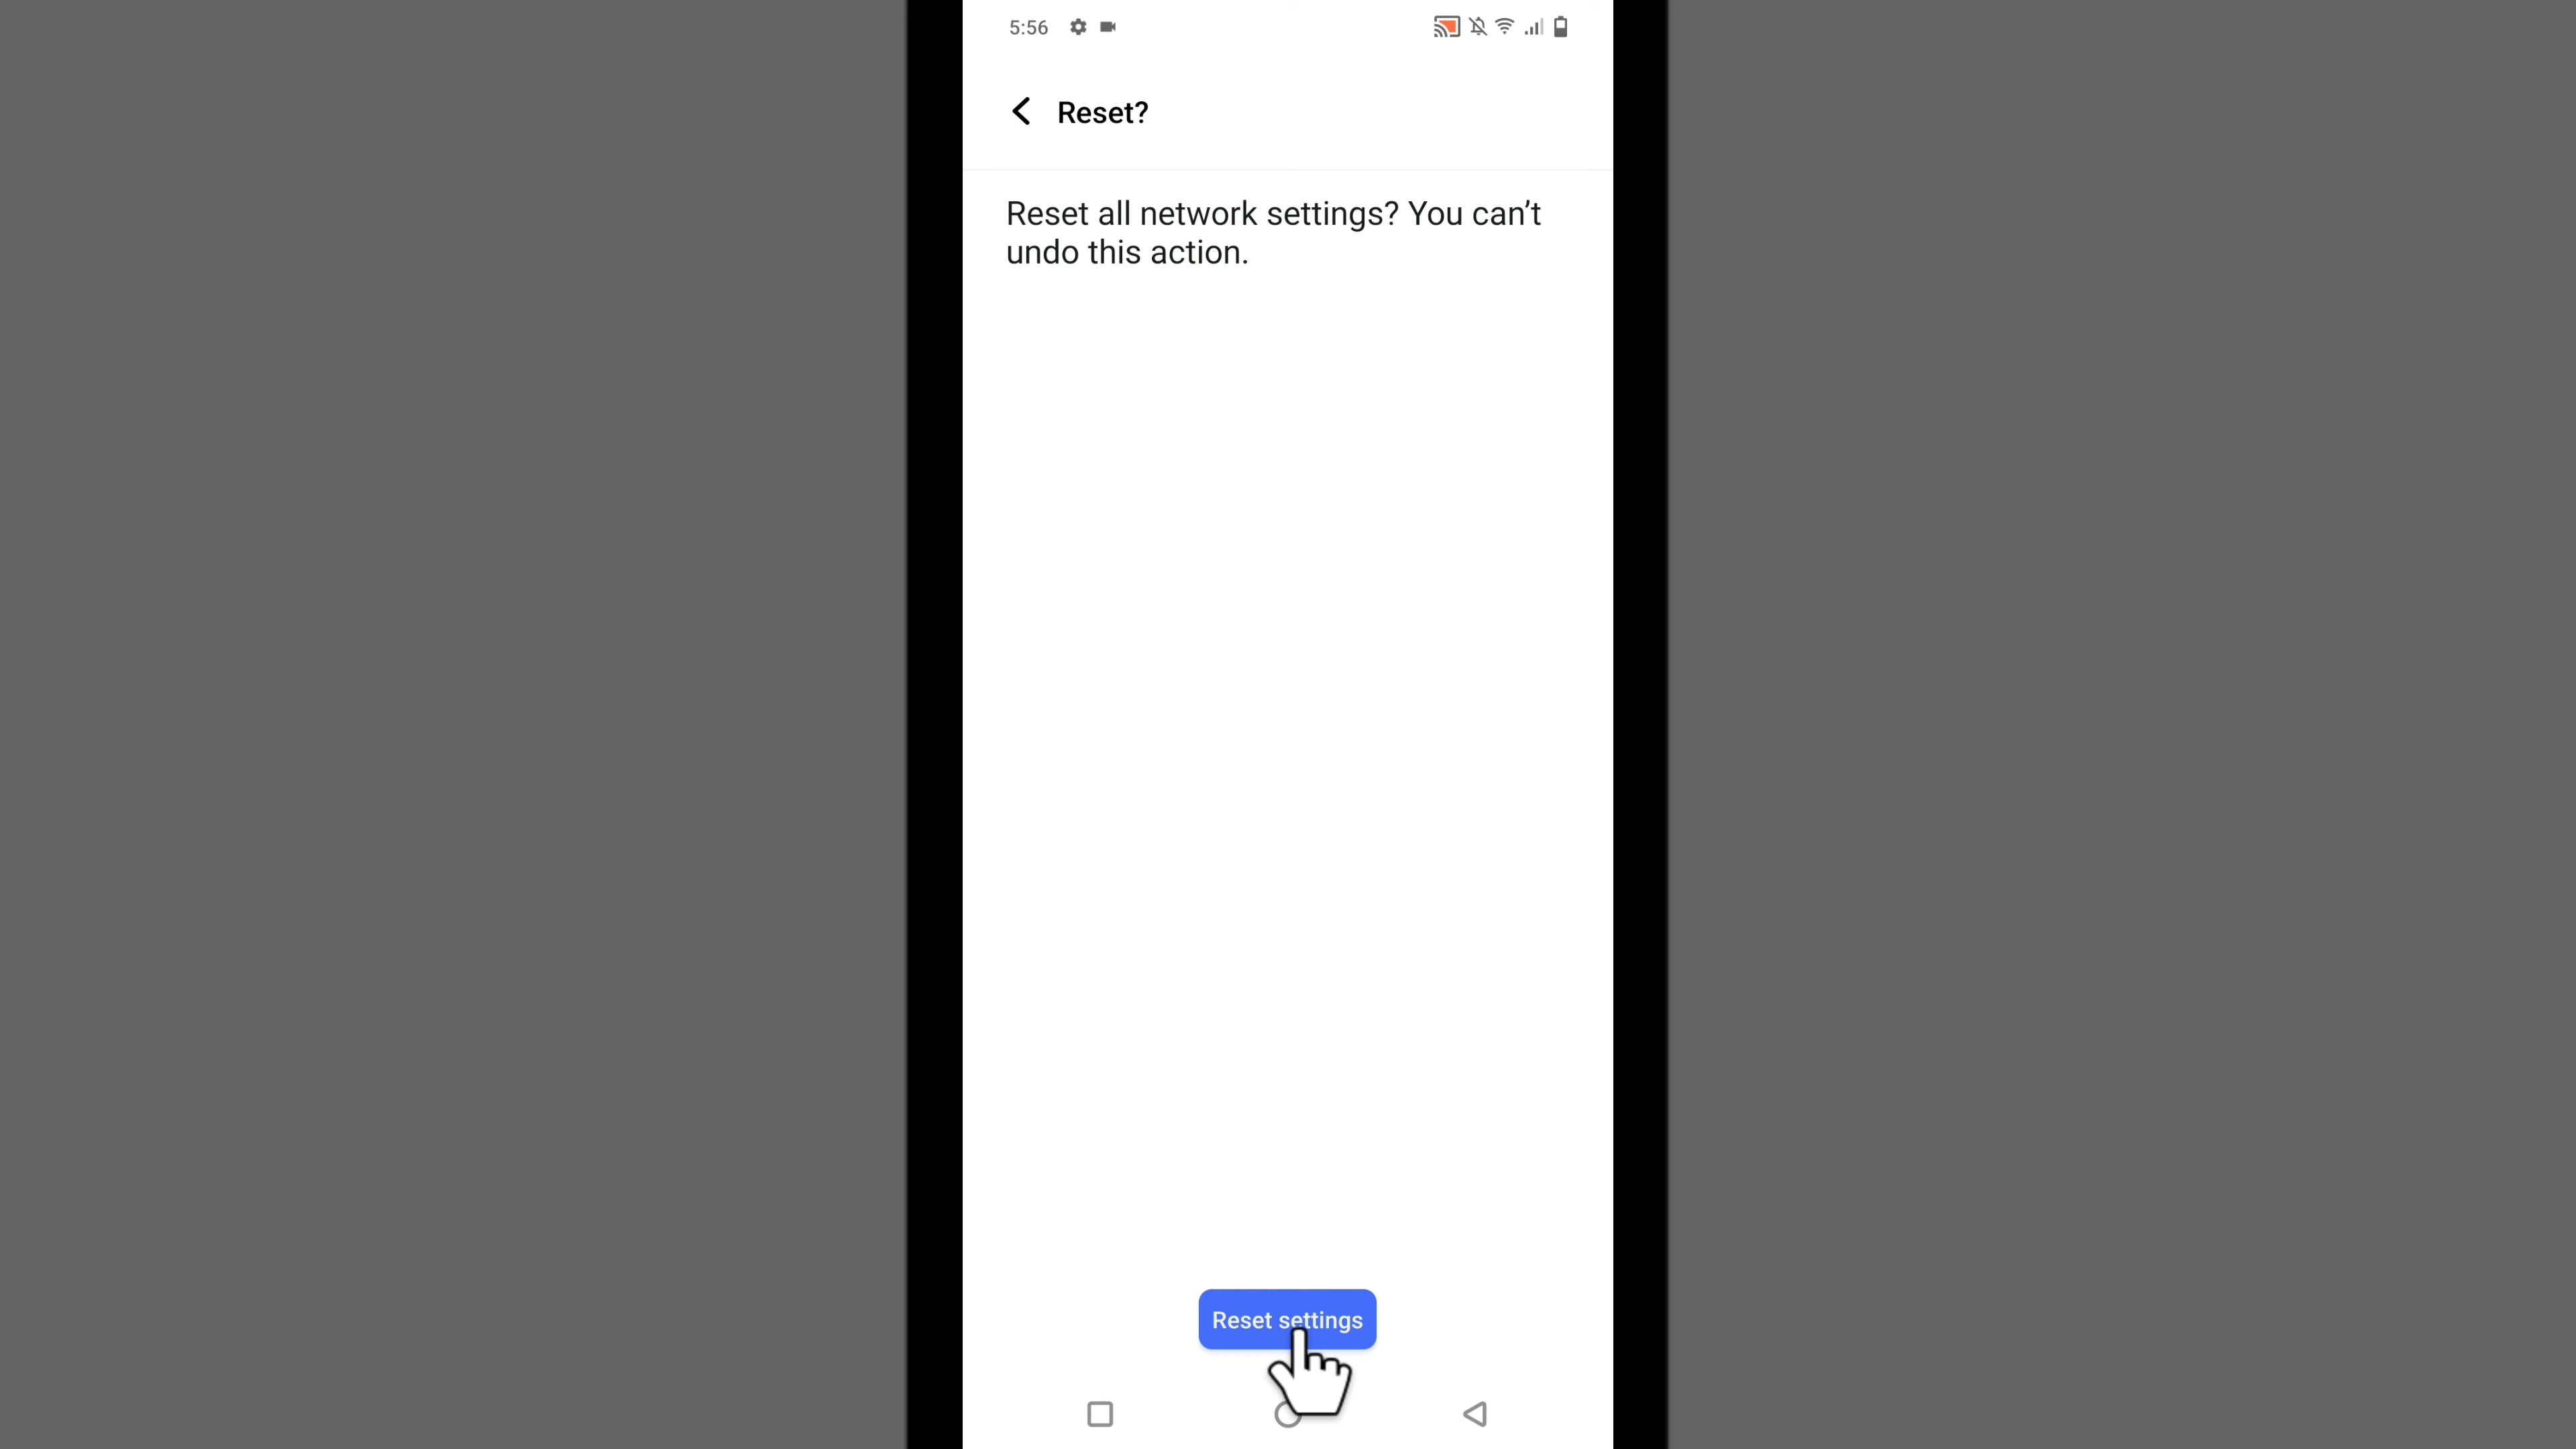 5:56
Reset?
Reset all network settings? You can’t
undo this action.
Reset settings